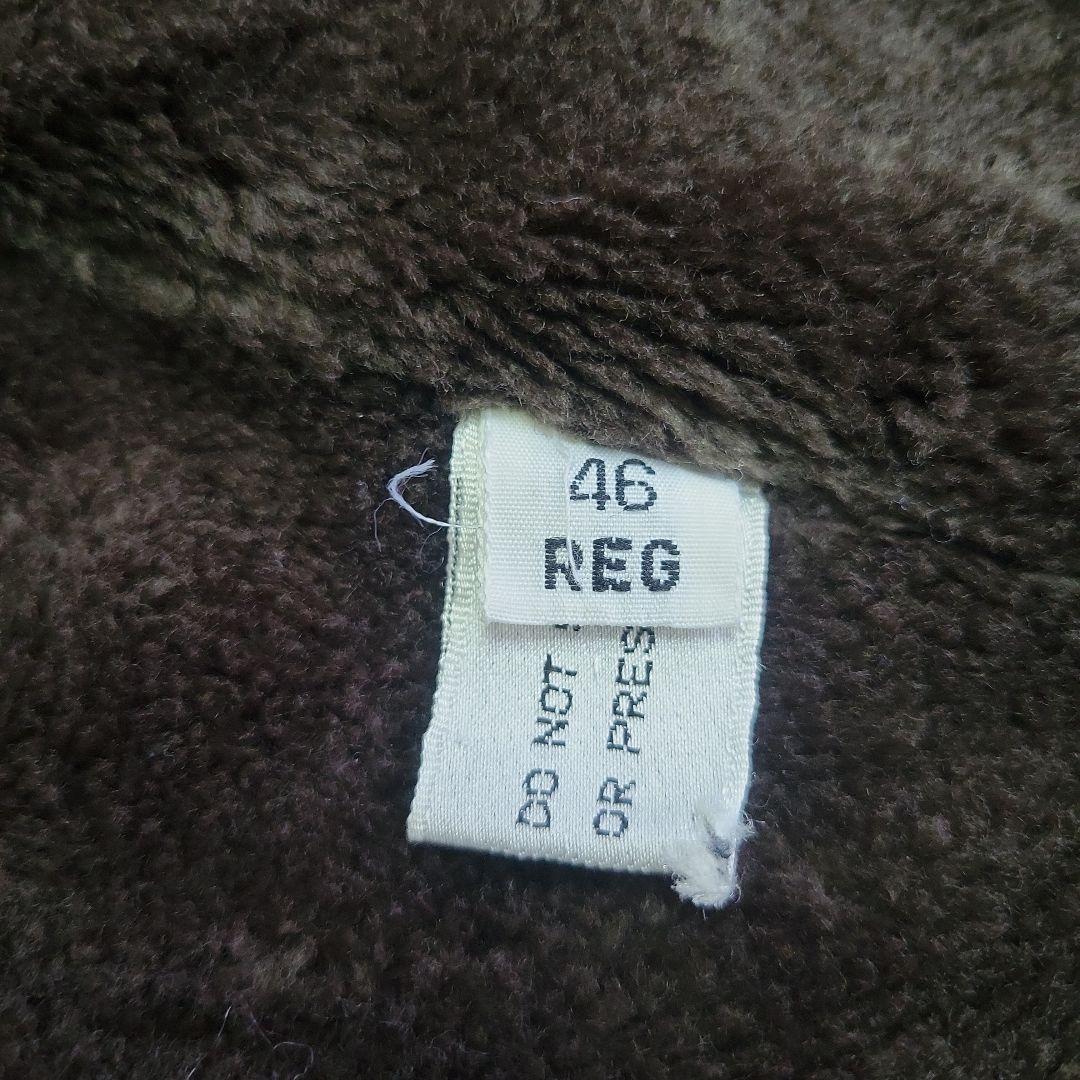 46
REG
DO NOT
OR PRES